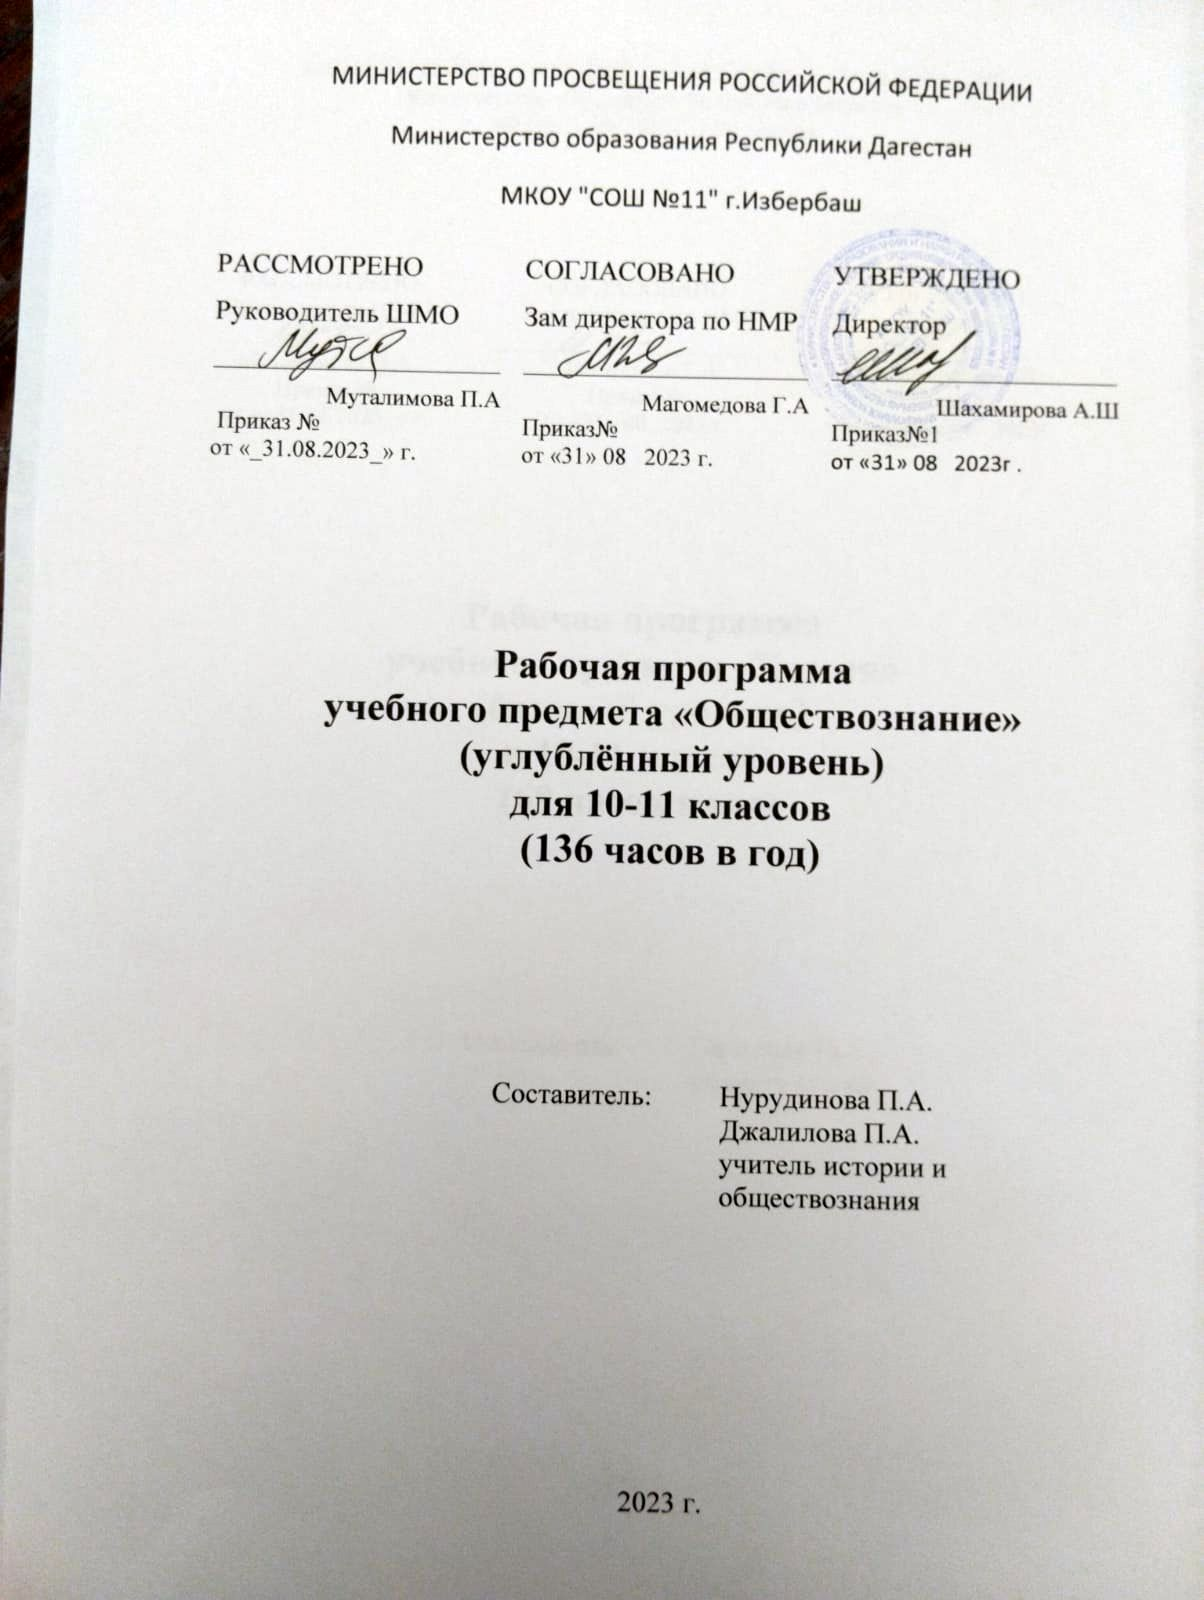 МИНИСТЕРСТВО ПРОСВЕЩЕНИЯ РОССИЙСКОЙ ФЕДЕРАЦИИ
Министерство образования Республики Дагестан
МКОУ "СОШ №11" г.Избербаш
РАССМОТРЕНО
Руководитель ШМО
Муталимова П.А
Приказ №
от «_31.08.2023_» г.
СОГЛАСОВАНО
Зам директора по НМР
Магомедова Г.А
Приказ№
от «31» 08 2023 г.
УТВЕРЖДЕНО
Директор
Шахамирова А.Ш
Приказ№1
от «31» 08 2023г .
Рабочая программа
учебного предмета «Обществознание»
(углублённый уровень)
для 10-11 классов
(136 часов в год)
Составитель: Нурудинова П.А.
Джалилова П.А.
учитель истории и
обществознания
2023 г.